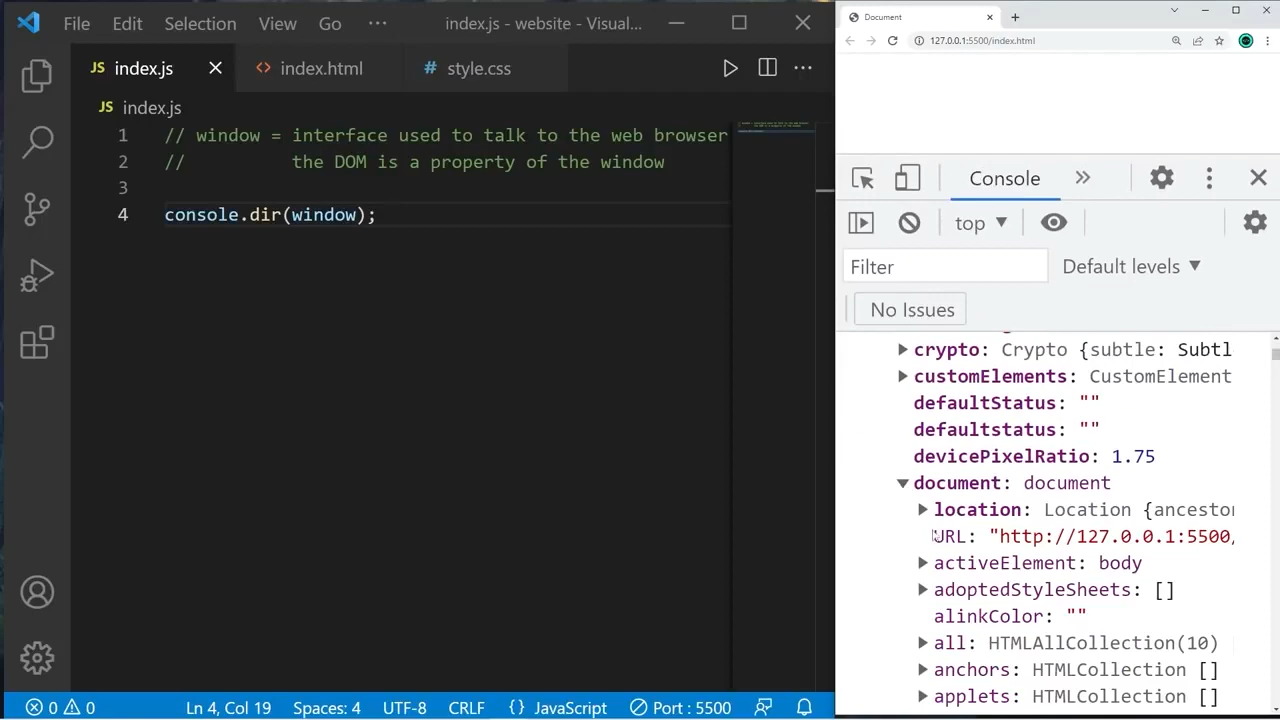 File Edit Selection View Go ··· index.js - website - Visual...
JS index.js <> index.html # style.css
JS index.js
1 // window = interface used to talk to the web browser
2 //          the DOM is a property of the window
3
4 console.dir(window);
0 0 Ln 4, Col 19 Spaces: 4 UTF-8 CRLF {} JavaScript Port : 5500
Document
127.0.0.1:5500/index.html
Console
top
Filter Default levels
No Issues
crypto: Crypto {subtle: Subtl
customElements: CustomElement
defaultStatus: ""
defaultstatus: ""
devicePixelRatio: 1.75
document: document
location: Location {ancestor
URL: "http://127.0.0.1:5500/
activeElement: body
adoptedStyleSheets: []
alinkColor: ""
all: HTMLAllCollection(10)
anchors: HTMLCollection []
applets: HTMLCollection []